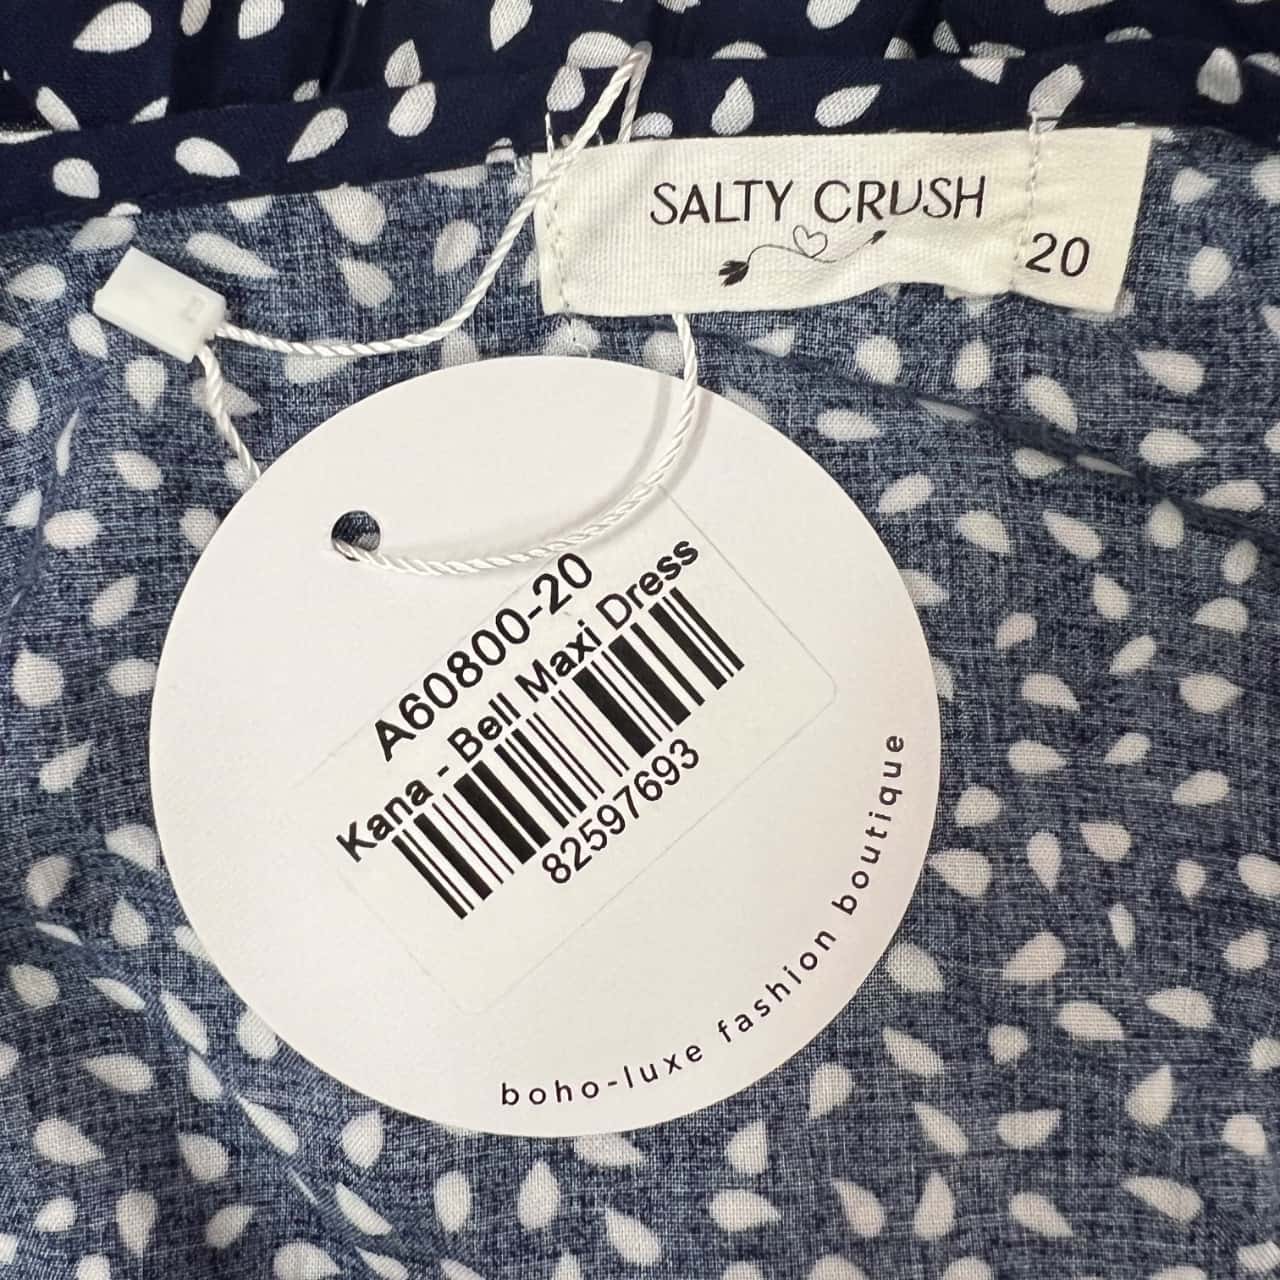 SALTY CRUSH
20
A60800-20
Kana - Bell Maxi Dress
82597693
boho-luxe fashion boutique